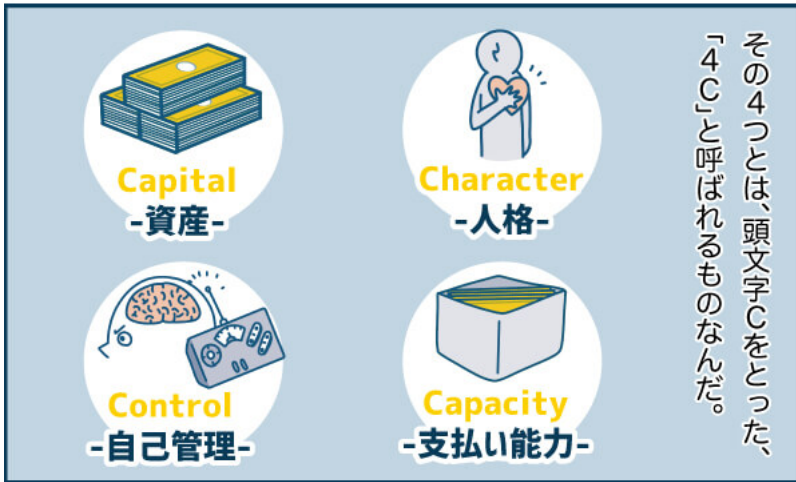 その４つとは、頭文字Cをとった、
「４C」と呼ばれるものなんだ。
Character
-人格-
Capital
-資産-
Capacity
-支払い能力-
Control
-自己管理-